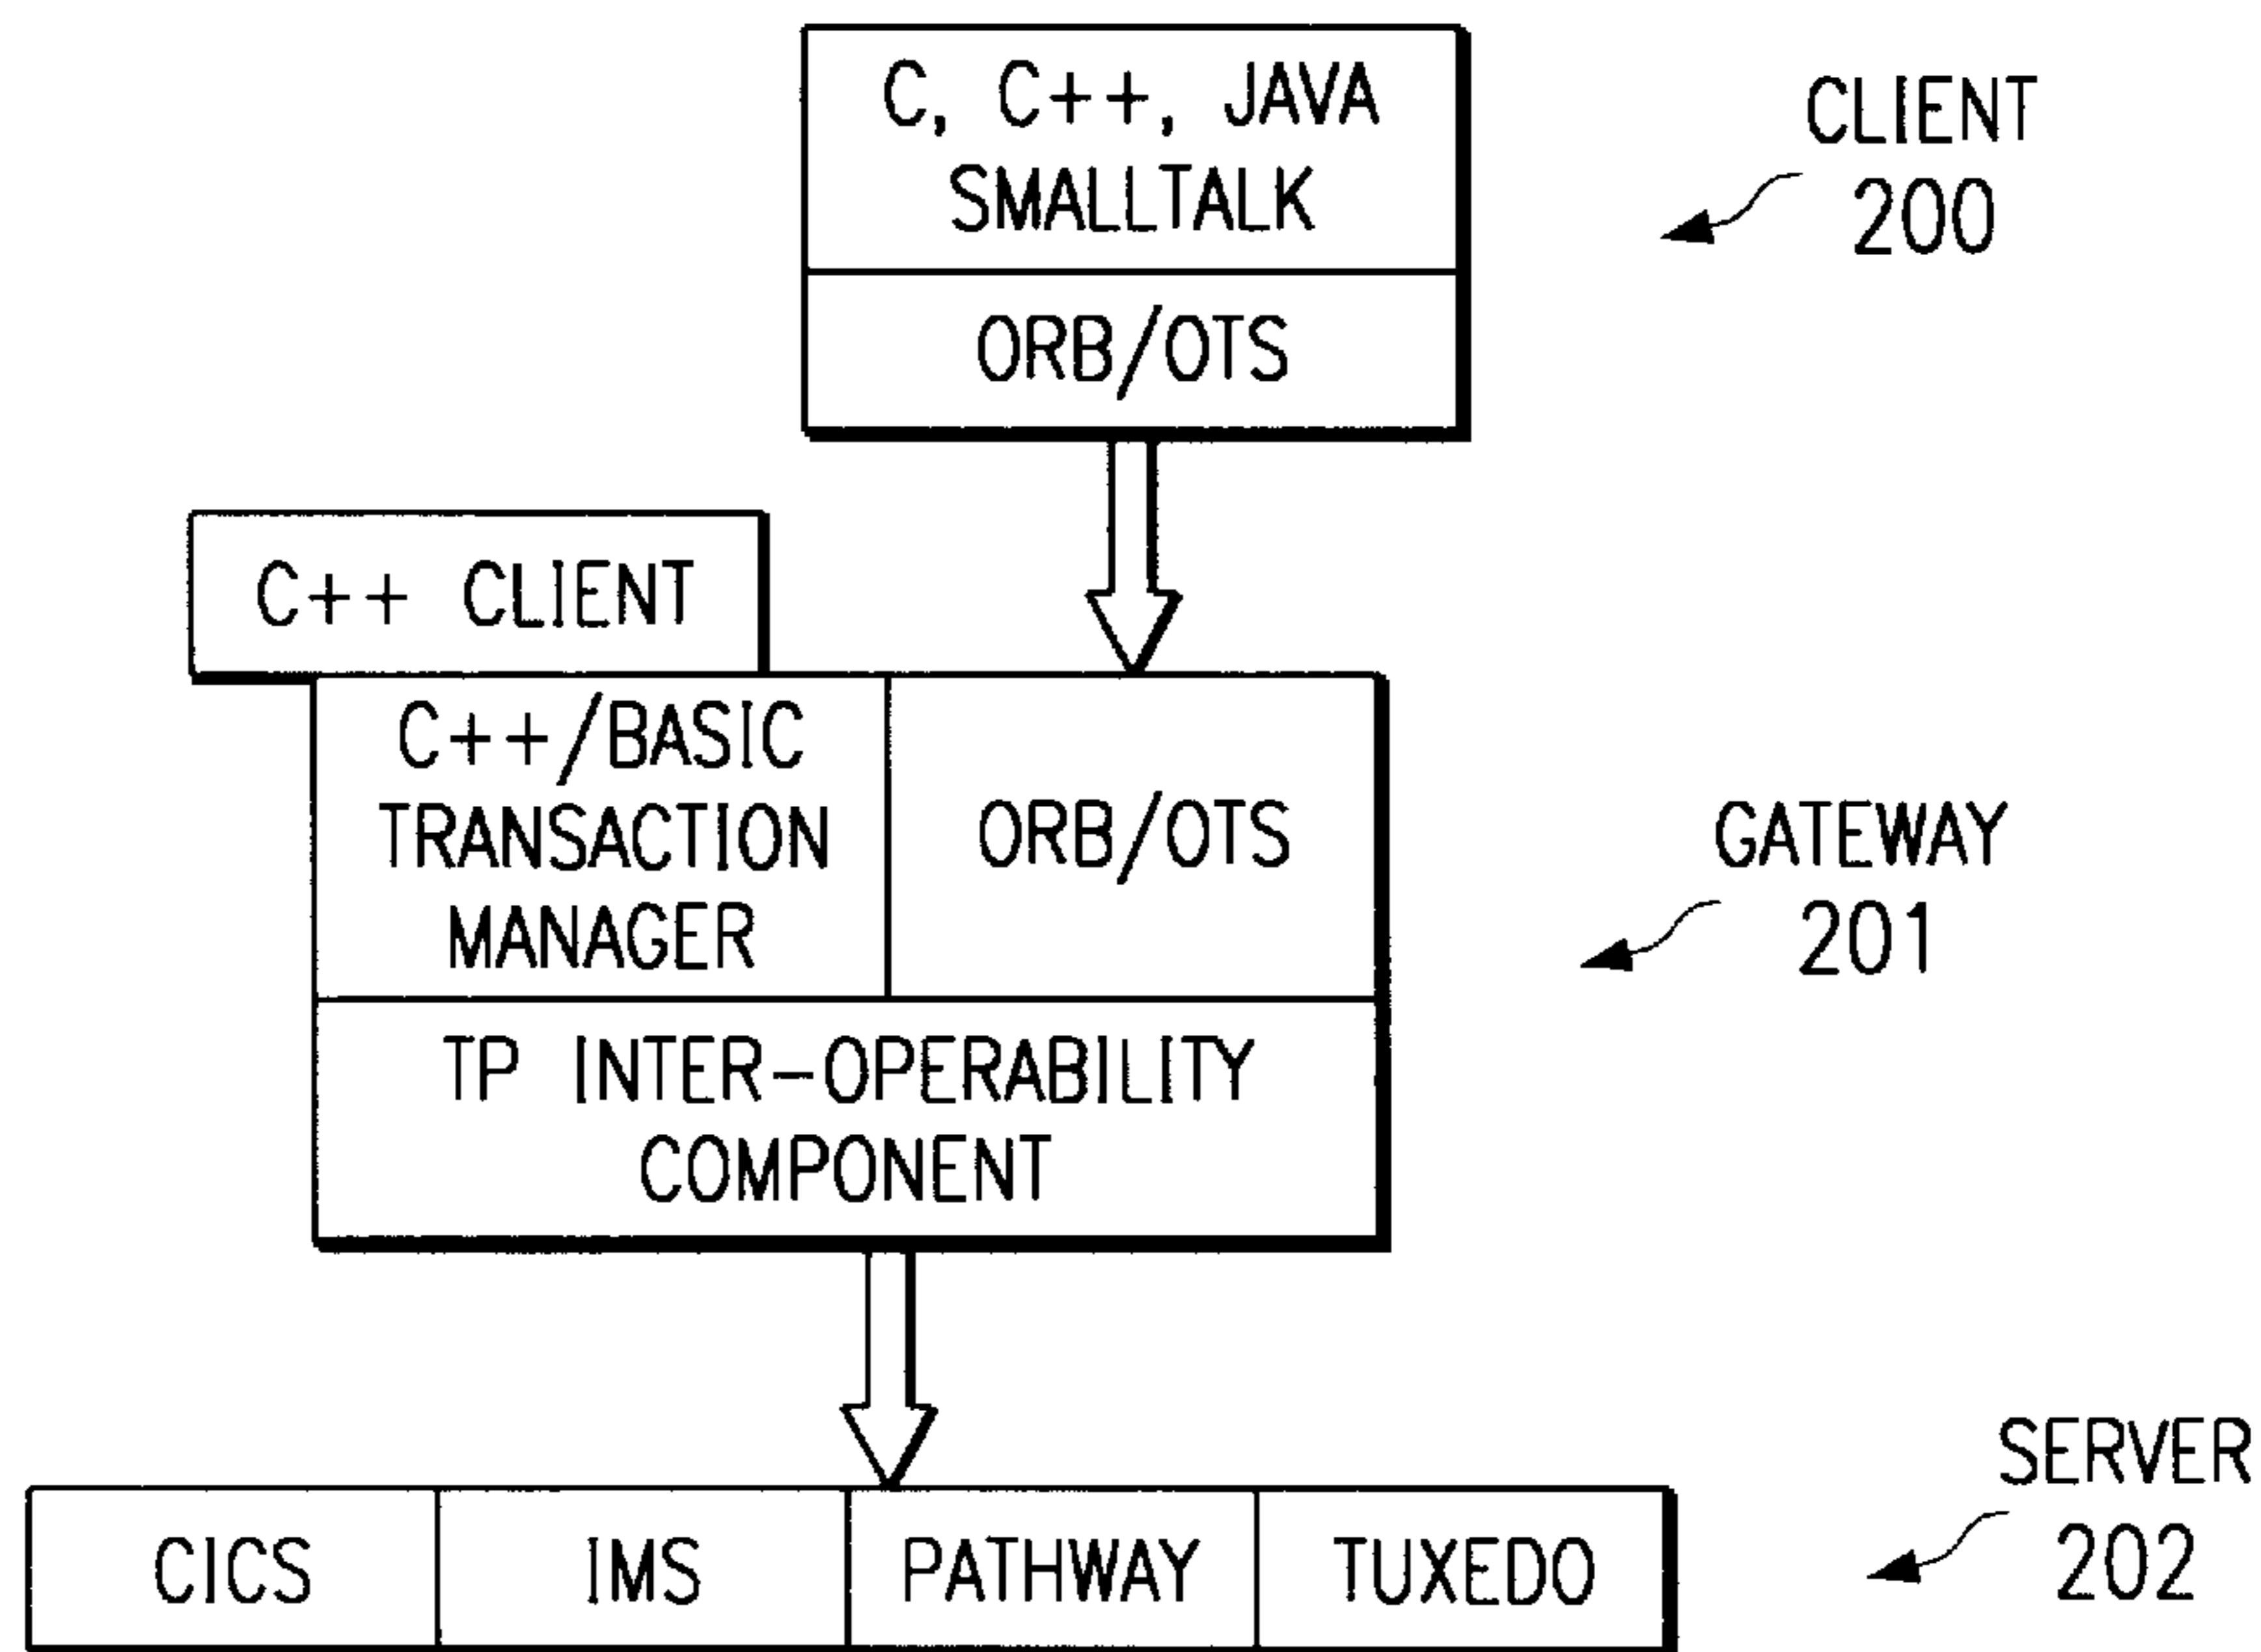 C, C++, JAVA
SMALLTALK
CLIENT
200
ORB/OTS
C++ CLIENT
C++/BASIC
TRANSACTION
MANAGER
ORB/OTS
GATEWAY
201
TP INTER-OPERABILITY
COMPONENT
SERVER
202
CICS
IMS
PATHWAY
TUXEDO